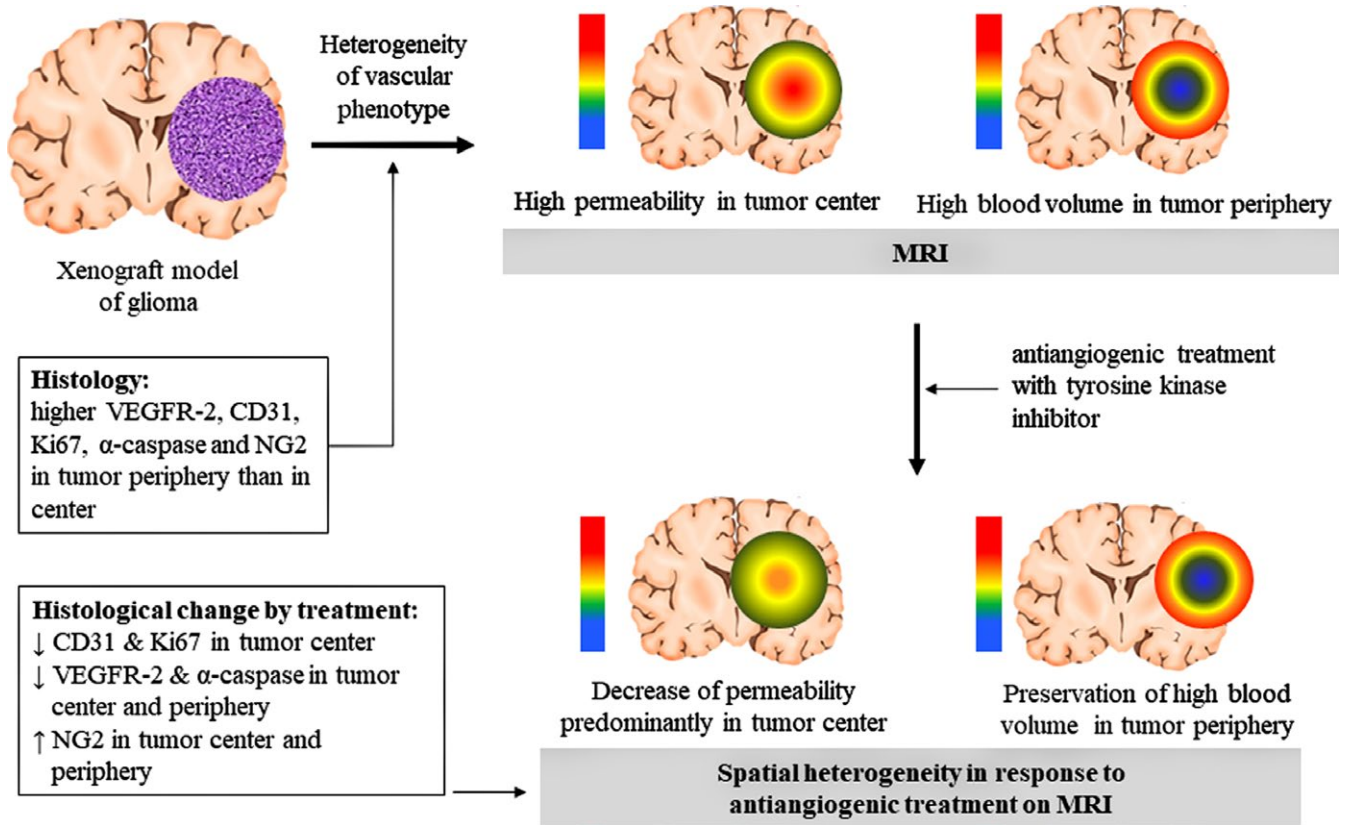 Heterogeneity
of vascular
phenotype
Xenograft model
of glioma
High permeability in tumor center
High blood volume in tumor periphery
MRI
Histology:
higher VEGFR-2, CD31,
Ki67, α-caspase and NG2
in tumor periphery than in
center
antiangiogenic treatment
with tyrosine kinase
inhibitor
Histological change by treatment:
↓ CD31 & Ki67 in tumor center
↓ VEGFR-2 & α-caspase in tumor
center and periphery
↑ NG2 in tumor center and
periphery
Decrease of permeability
predominantly in tumor center
Preservation of high blood
volume in tumor periphery
Spatial heterogeneity in response to
antiangiogenic treatment on MRI